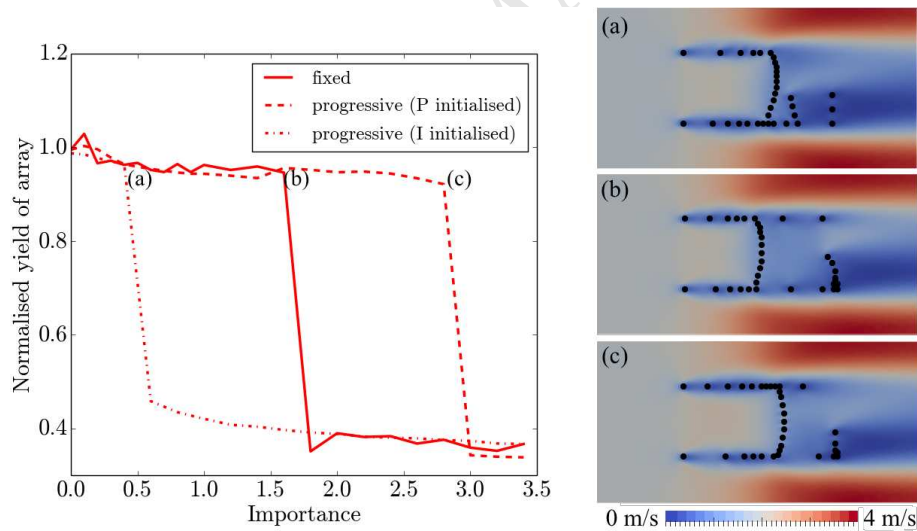 1.2
1.0
0.8
0.6
0.4
Normalised yield of array
fixed
progressive (P initialised)
progressive (I initialised)
(a)
(b)
(c)
0.0
0.5
1.0
1.5
2.0
2.5
3.0
3.5
Importance
(a)
(b)
(c)
0 m/s
4 m/s